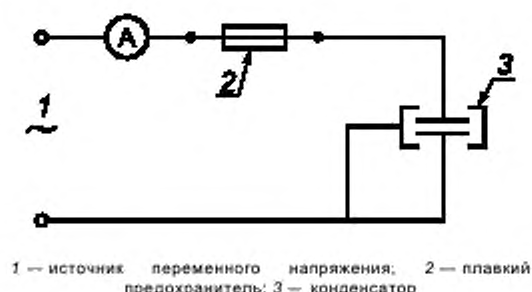 A
2
3
1
~
1 — источник переменного напряжения; 2 — плавкий
предохранитель; 3 — конденсатор